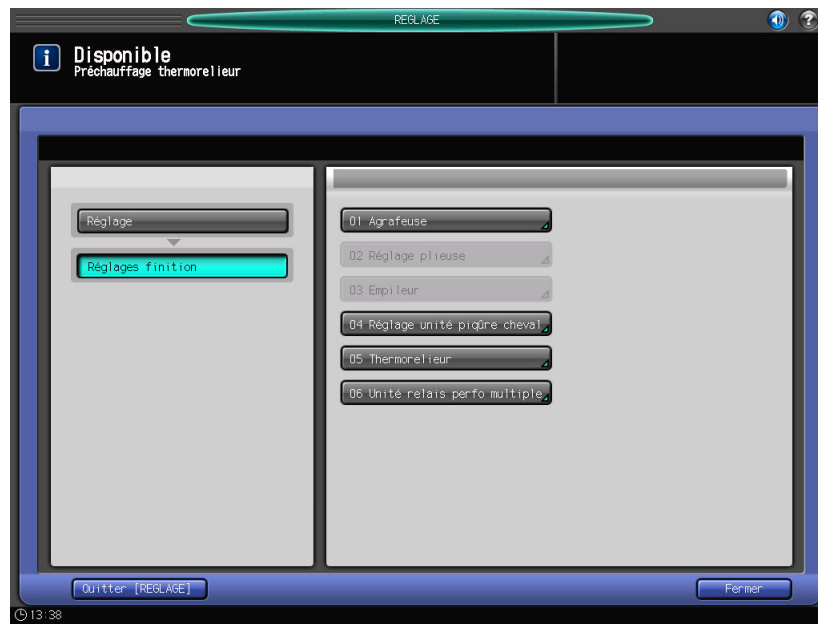 REGLAGE
Disponible
Préchauffage thermorelieur
Réglage
Réglages finition
01 Agrafeuse
02 Réglage plieuse
03 Empileur
04 Réglage unité piqûre cheval
05 Thermorelieur
06 Unité relais perfo multiple
Quitter [REGLAGE]
Fermer
13:38